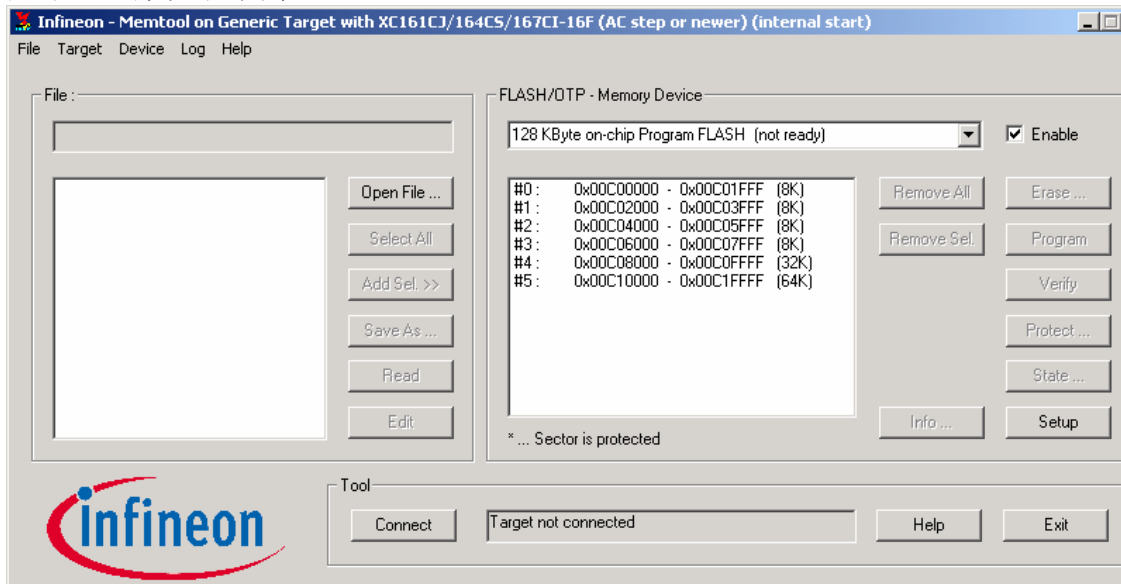 Infineon - Memtool on Generic Target with XC161CJ/164CS/167CI-16F (AC step or newer) (internal start)
File Target Device Log Help
File :
Open File ...
Select All
Add Sel. >>
Save As ...
Read
Edit
FLASH/OTP - Memory Device
128 KByte on-chip Program FLASH (not ready)
Enable
#0 : 0x00C00000 - 0x00C01FFF (8K)
#1 : 0x00C02000 - 0x00C03FFF (8K)
#2 : 0x00C04000 - 0x00C05FFF (8K)
#3 : 0x00C06000 - 0x00C07FFF (8K)
#4 : 0x00C08000 - 0x00C0FFFF (32K)
#5 : 0x00C10000 - 0x00C1FFFF (64K)
* ... Sector is protected
Remove All
Remove Sel.
Info ...
Erase ...
Program
Verify
Protect ...
State ...
Setup
infineon
Tool
Connect
Target not connected
Help
Exit